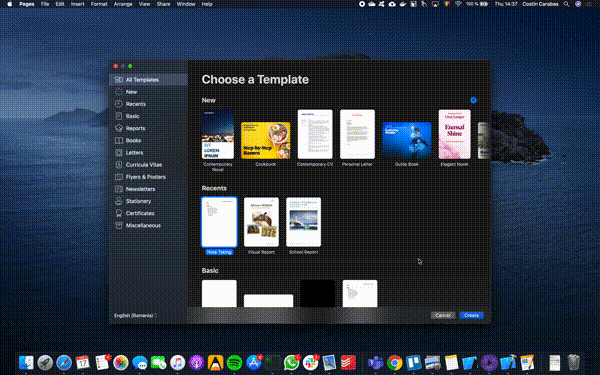 Pages File Edit Insert Format Arrange View Share Window Help
100 % Thu 14:37 Costin Carabas
All Templates
New
Recents
Basic
Reports
Books
Letters
Curricula Vitae
Flyers & Posters
Newsletters
Stationery
Certificates
Miscellaneous
English (Romania)
Choose a Template
New
SIT
LOREM
IPSUM
Step-by-Step
Ramen
Eternal
Shine
Contemporary Novel
Cookbook
Contemporary CV
Personal Letter
Guide Book
Elegant Novel
Recents
Note Taking
Visual Report
School Report
Basic
Cancel
Create